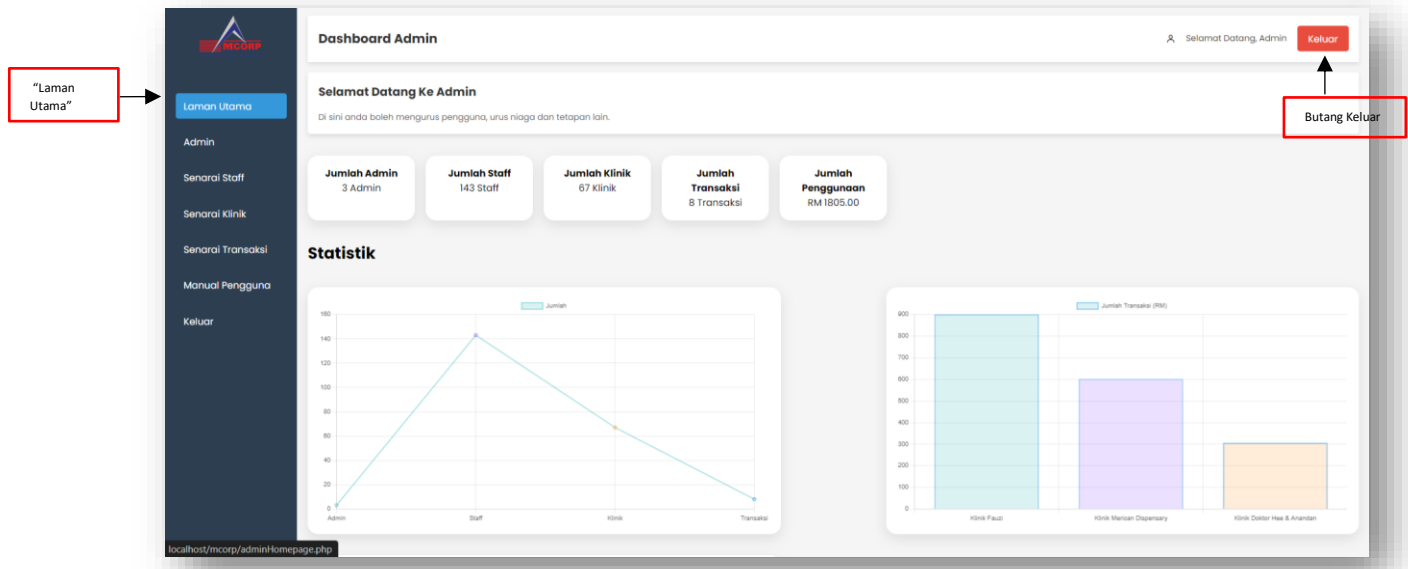 MCORP
Dashboard Admin
Selamat Datang, Admin
Keluar
"Laman
Utama"
Laman Utama
Admin
Senarai Staff
Senarai Klinik
Senarai Transaksi
Manual Pengguna
Keluar
Selamat Datang Ke Admin
Di sini anda boleh mengurus pengguna, urus niaga dan tetapan lain.
Butang Keluar
Jumlah Admin
3 Admin
Jumlah Staff
143 Staff
Jumlah Klinik
67 Klinik
Jumlah
Transaksi
8 Transaksi
Jumlah
Penggunaan
RM 1805.00
Statistik
Jumlah
160
140
120
100
80
60
40
20
0
Admin
Staff
Klinik
Transaksi
Jumlah Transaksi (RM)
900
800
700
600
500
400
300
200
100
0
Klinik Fauzi
Klinik Merican Dispensary
Klinik Doktor Hee & Anandan
localhost/mcorp/adminHomepage.php